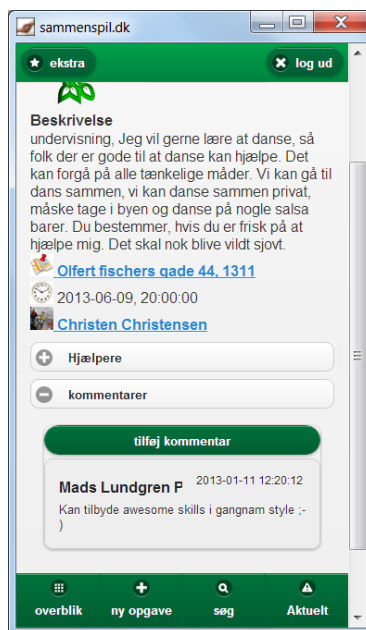 sammenspil.dk
ekstra
log ud
Beskrivelse
undervisning, Jeg vil gerne lære at danse, så
folk der er gode til at danse kan hjælpe. Det
kan forgå på alle tænkelige måder. Vi kan gå til
dans sammen, vi kan danse sammen privat,
måske tage i byen og danse på nogle salsa
barer. Du bestemmer, hvis du er frisk på at
hjælpe mig. Det skal nok blive vildt sjovt.
Olfert fischers gade 44, 1311
2013-06-09, 20:00:00
Christen Christensen
Hjælpere
kommentarer
tilføj kommentar
Mads Lundgren P 2013-01-11 12:20:12
Kan tilbyde awesome skills i gangnam style ;-
)
overblik ny opgave søg Aktuelt